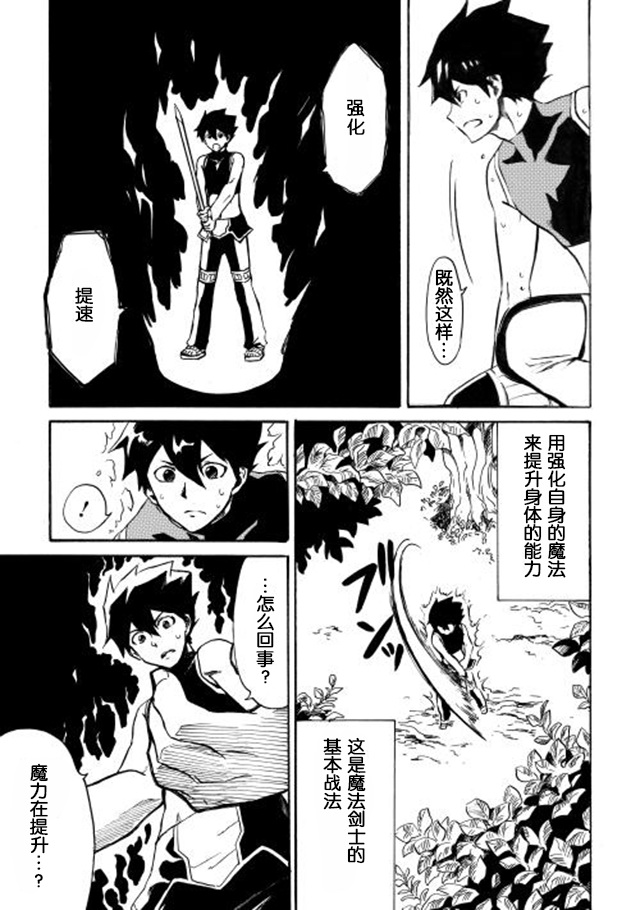 既然这样…
强化
提速
用强化自身的魔法
来提升身体的能力
ブッ
这是魔法剑士的
基本战法
!
…怎么回事？
魔力在提升…？